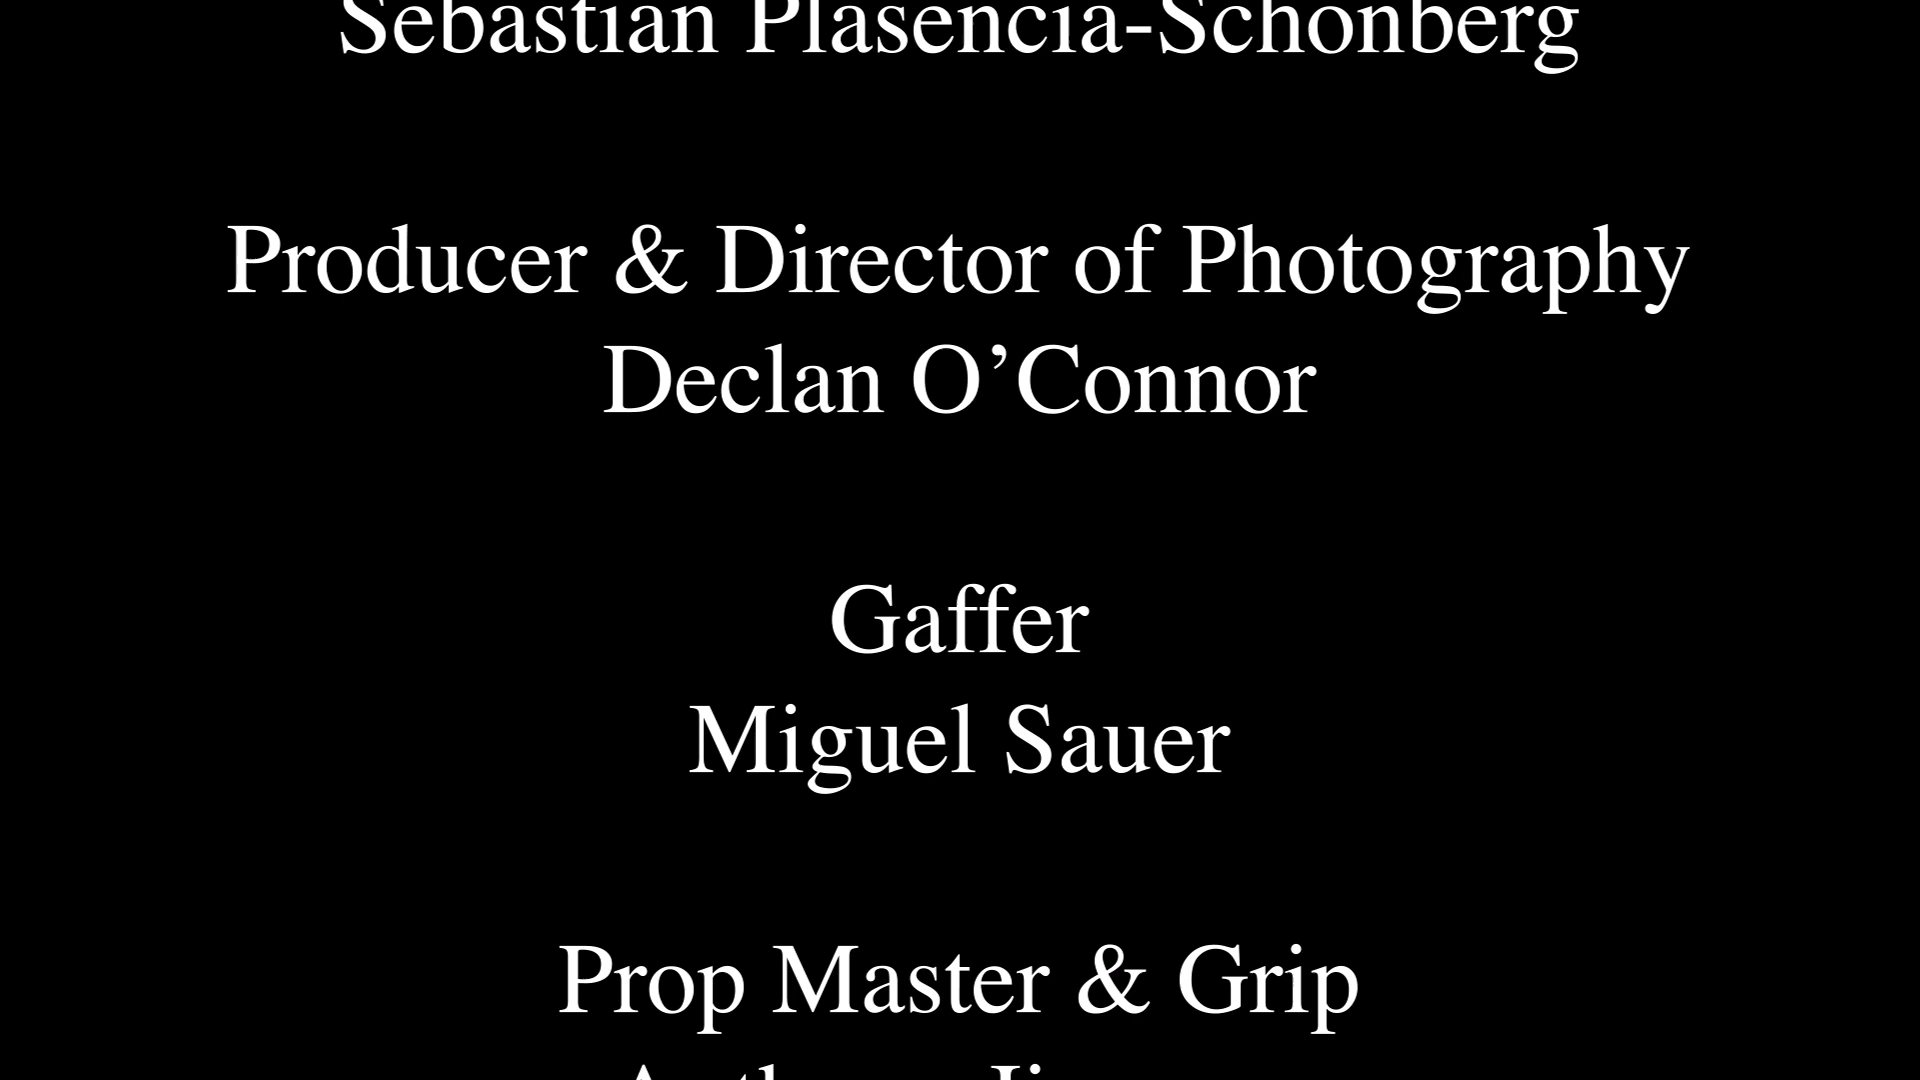 Sebastian Plasencia-Schonberg
Producer & Director of Photography
Declan O’Connor
Gaffer
Miguel Sauer
Prop Master & Grip